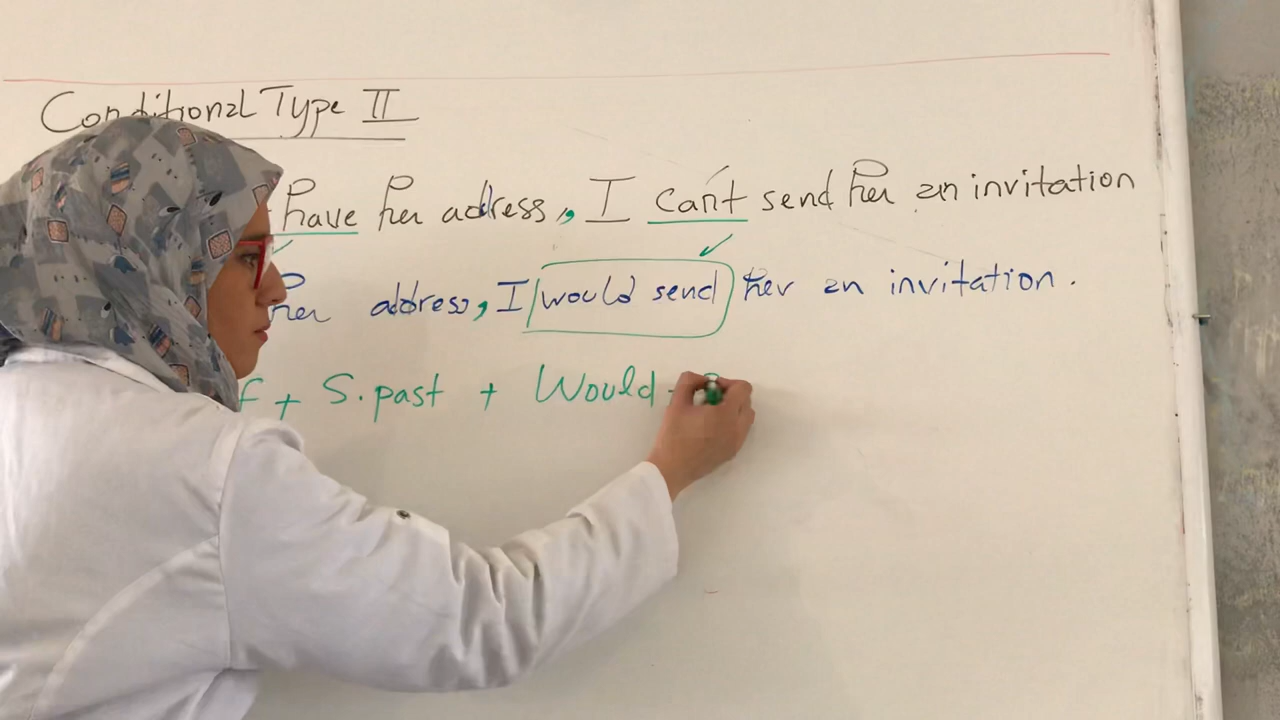 Conditional Type II
have her address, I can't send her an invitation
her address, I would send her an invitation.
+ S.past + Would